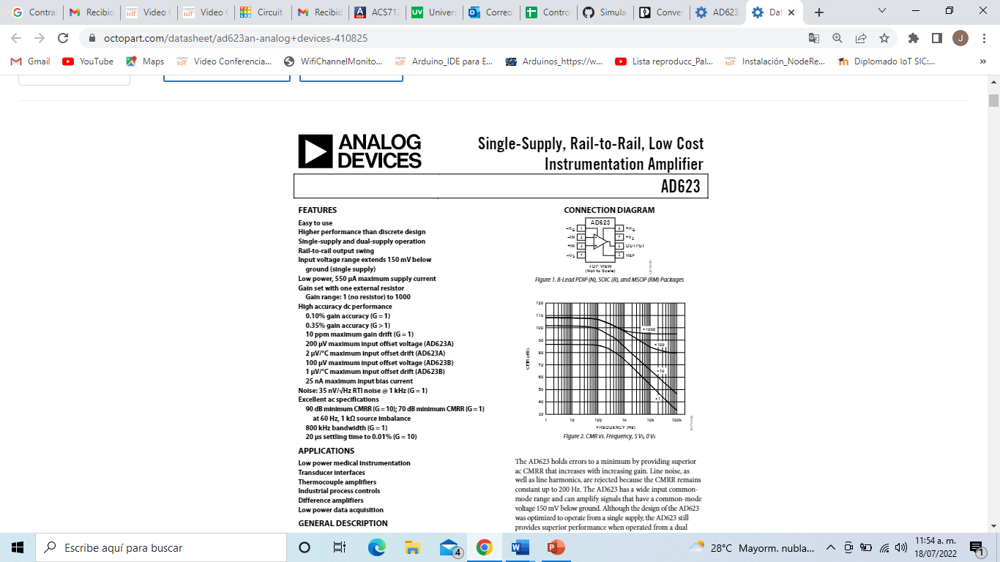 Contra
Recibid
Video
Video
Circuit
Recibid
ACS712
Univers
Correo
Contro
Simula
Conver
AD623
Dat
octopart.com/datasheet/ad623an-analog+devices-410825
J
Gmail
YouTube
Maps
Video Conferencia...
WifiChannelMonito...
Arduino_IDE para E...
Arduinos_https://w...
Lista reproducc_Pal...
Instalación_NodeRe...
Diplomado IoT SIC:...
»
ANALOG
DEVICES
Single-Supply, Rail-to-Rail, Low Cost
Instrumentation Amplifier
AD623
FEATURES
Easy to use
Higher performance than discrete design
Single-supply and dual-supply operation
Rail-to-rail output swing
Input voltage range extends 150 mV below
ground (single supply)
Low power, 550 μA maximum supply current
Gain set with one external resistor
Gain range: 1 (no resistor) to 1000
High accuracy dc performance
0.10% gain accuracy (G = 1)
0.35% gain accuracy (G > 1)
10 ppm maximum gain drift (G = 1)
200 μV maximum input offset voltage (AD623A)
2 μV/°C maximum input offset drift (AD623A)
100 μV maximum input offset voltage (AD623B)
1 μV/°C maximum input offset drift (AD623B)
25 nA maximum input bias current
Noise: 35 nV/√Hz RTI noise @ 1 kHz (G = 1)
Excellent ac specifications
90 dB minimum CMRR (G = 10); 70 dB minimum CMRR (G = 1)
at 60 Hz, 1 kΩ source imbalance
800 kHz bandwidth (G = 1)
20 μs settling time to 0.01% (G = 10)
APPLICATIONS
Low power medical instrumentation
Transducer interfaces
Thermocouple amplifiers
Industrial process controls
Difference amplifiers
Low power data acquisition
GENERAL DESCRIPTION
CONNECTION DIAGRAM
AD623
–RG 1 8 +RG
–IN 2 7 +VS
+IN 3 6 OUTPUT
–VS 4 5 REF
TOP VIEW
(Not to Scale)
Figure 1. 8-Lead PDIP (N), SOIC (R), and MSOP (RM) Packages
120
110
100
90
80
70
60
50
40
30
CMR (dB)
×1000
×100
×10
×1
1 10 100 1k 10k 100k
FREQUENCY (Hz)
Figure 2. CMR vs. Frequency, 5 VS, 0 VS
The AD623 holds errors to a minimum by providing superior
ac CMRR that increases with increasing gain. Line noise, as
well as line harmonics, are rejected because the CMRR remains
constant up to 200 Hz. The AD623 has a wide input common-
mode range and can amplify signals that have a common-mode
voltage 150 mV below ground. Although the design of the AD623
was optimized to operate from a single supply, the AD623 still
provides superior performance when operated from a dual
Escribe aquí para buscar
4
28°C Mayorm. nubla...
11:54 a. m.
18/07/2022
1